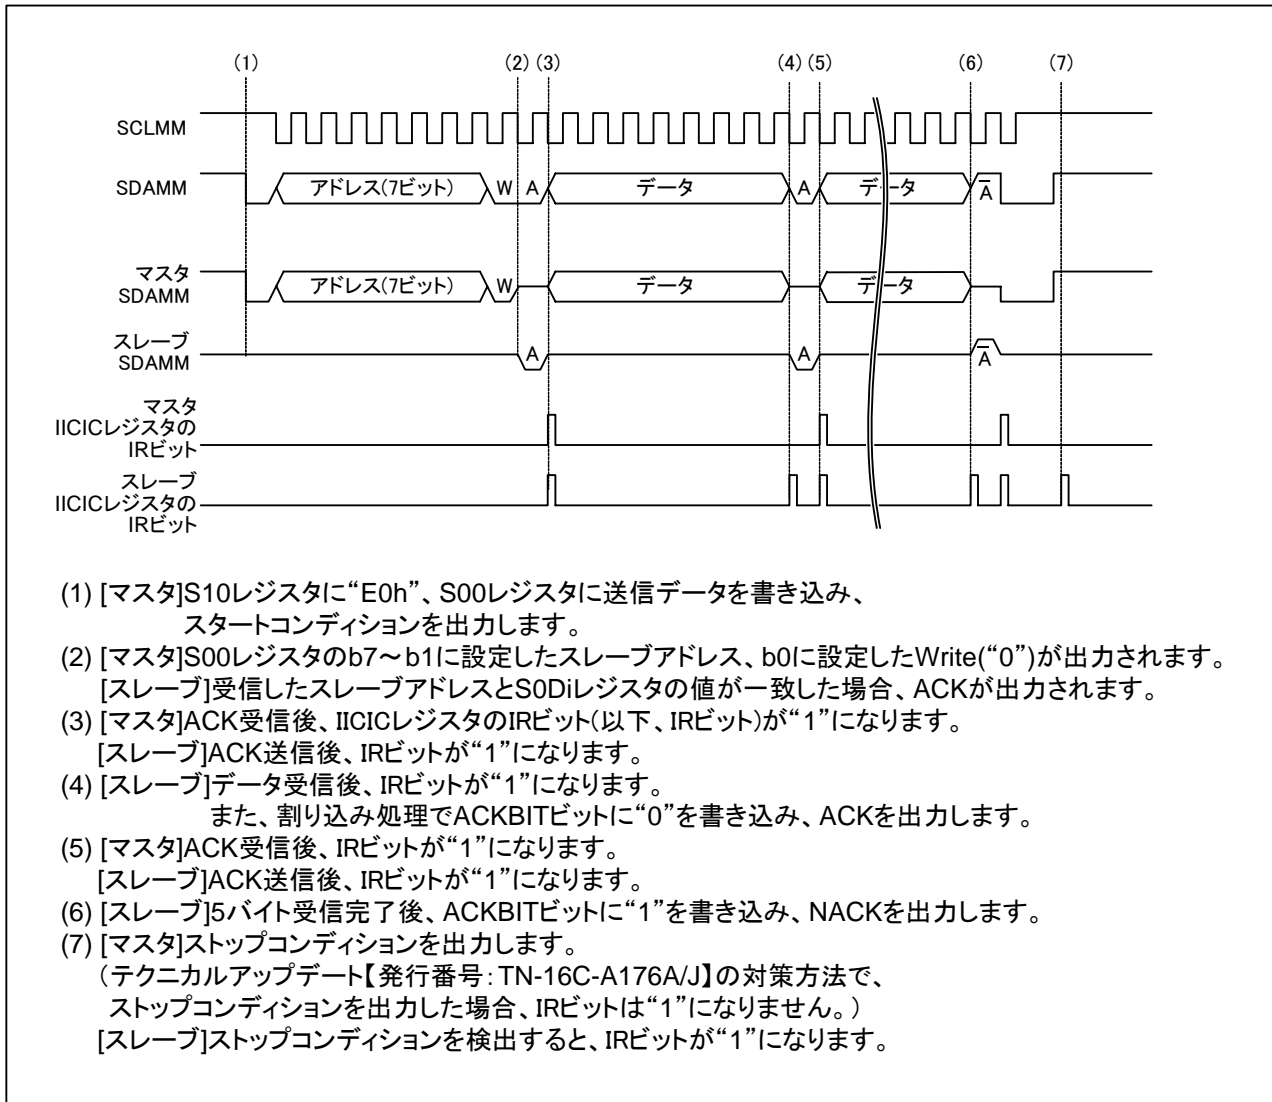 (1) (2) (3) (4) (5) (6) (7)
SCLMM
SDAMM アドレス(7ビット) W A データ A データ A̅
マスタ
SDAMM アドレス(7ビット) W データ データ
スレーブ
SDAMM A A A̅
マスタ
IICICレジスタの
IRビット
スレーブ
IICICレジスタの
IRビット
(1) [マスタ]S10レジスタに“E0h”、S00レジスタに送信データを書き込み、
スタートコンディションを出力します。
(2) [マスタ]S00レジスタのb7～b1に設定したスレーブアドレス、b0に設定したWrite(“0”)が出力されます。
[スレーブ]受信したスレーブアドレスとS0Diレジスタの値が一致した場合、ACKが出力されます。
(3) [マスタ]ACK受信後、IICICレジスタのIRビット(以下、IRビット)が“1”になります。
[スレーブ]ACK送信後、IRビットが“1”になります。
(4) [スレーブ]データ受信後、IRビットが“1”になります。
また、割り込み処理でACKBITビットに“0”を書き込み、ACKを出力します。
(5) [マスタ]ACK受信後、IRビットが“1”になります。
[スレーブ]ACK送信後、IRビットが“1”になります。
(6) [スレーブ]5バイト受信完了後、ACKBITビットに“1”を書き込み、NACKを出力します。
(7) [マスタ]ストップコンディションを出力します。
(テクニカルアップデート【発行番号：TN-16C-A176A/J】の対策方法で、
ストップコンディションを出力した場合、IRビットは“1”になりません。)
[スレーブ]ストップコンディションを検出すると、IRビットが“1”になります。